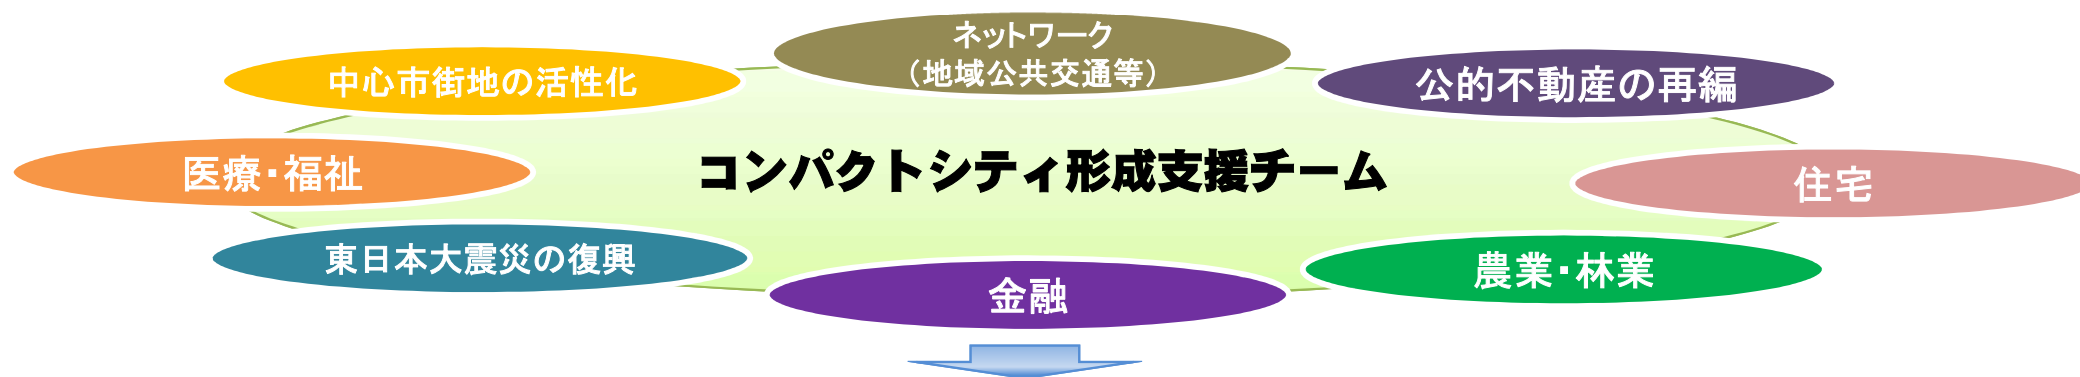 ネットワーク
（地域公共交通等）
中心市街地の活性化
公的不動産の再編
医療・福祉
コンパクトシティ形成支援チーム
住宅
東日本大震災の復興
農業・林業
金融